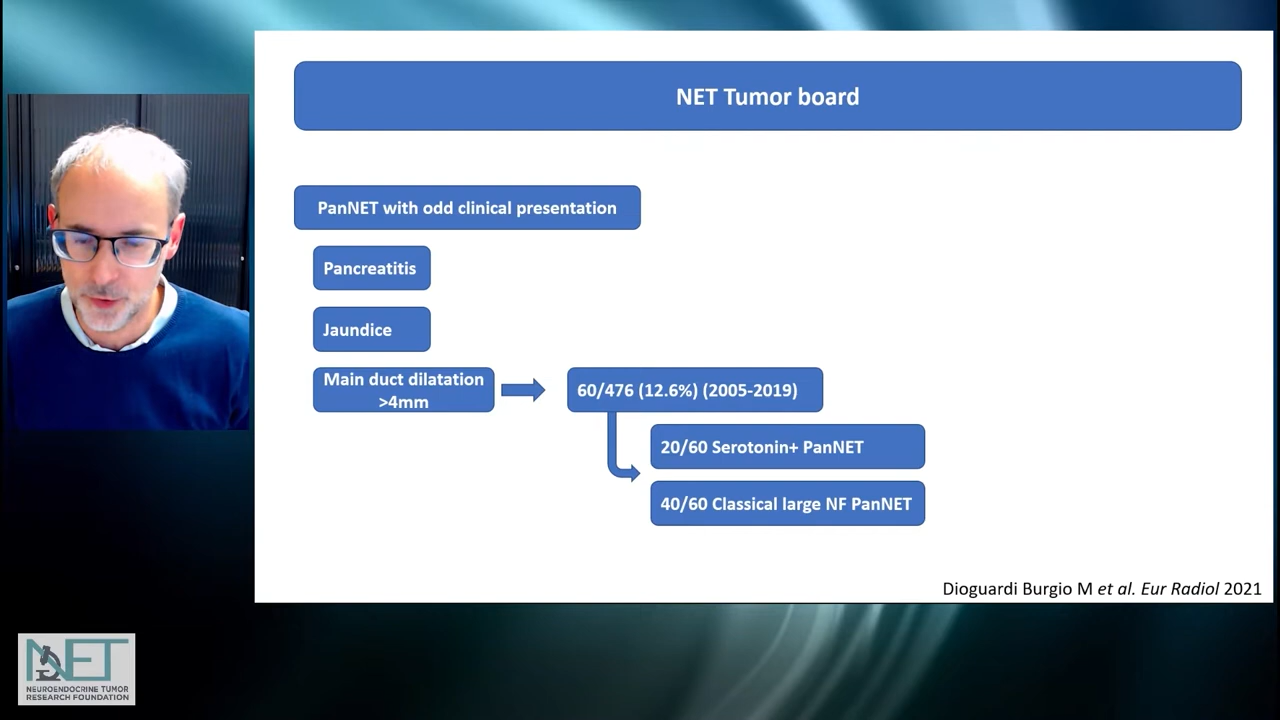 NET Tumor board
PanNET with odd clinical presentation
Pancreatitis
Jaundice
Main duct dilatation
>4mm
60/476 (12.6%) (2005-2019)
20/60 Serotonin+ PanNET
40/60 Classical large NF PanNET
Dioguardi Burgio M et al. Eur Radiol 2021
NET
NEUROENDOCRINE TUMOR
RESEARCH FOUNDATION